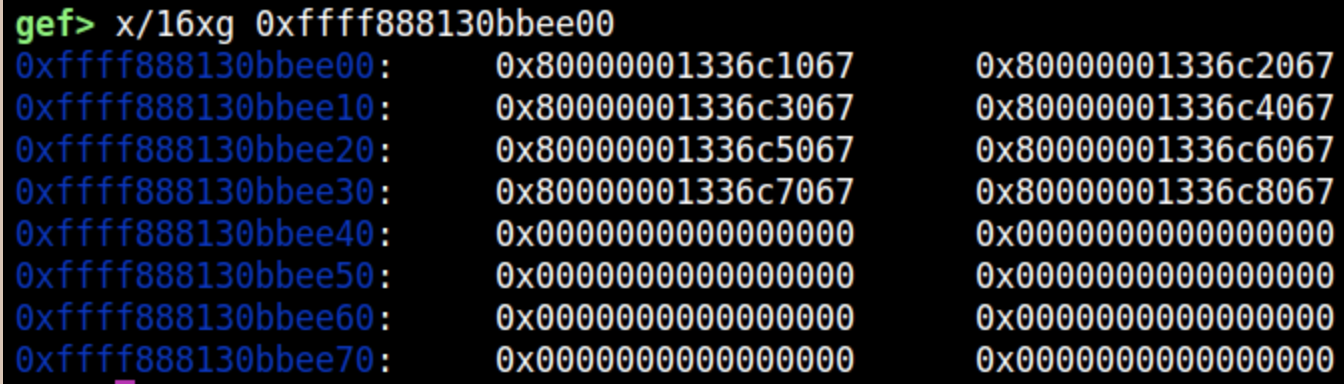 gef> x/16xg 0xffff888130bbee00
0xffff888130bbee00: 0x80000001336c1067 0x80000001336c2067
0xffff888130bbee10: 0x80000001336c3067 0x80000001336c4067
0xffff888130bbee20: 0x80000001336c5067 0x80000001336c6067
0xffff888130bbee30: 0x80000001336c7067 0x80000001336c8067
0xffff888130bbee40: 0x0000000000000000 0x0000000000000000
0xffff888130bbee50: 0x0000000000000000 0x0000000000000000
0xffff888130bbee60: 0x0000000000000000 0x0000000000000000
0xffff888130bbee70: 0x0000000000000000 0x0000000000000000